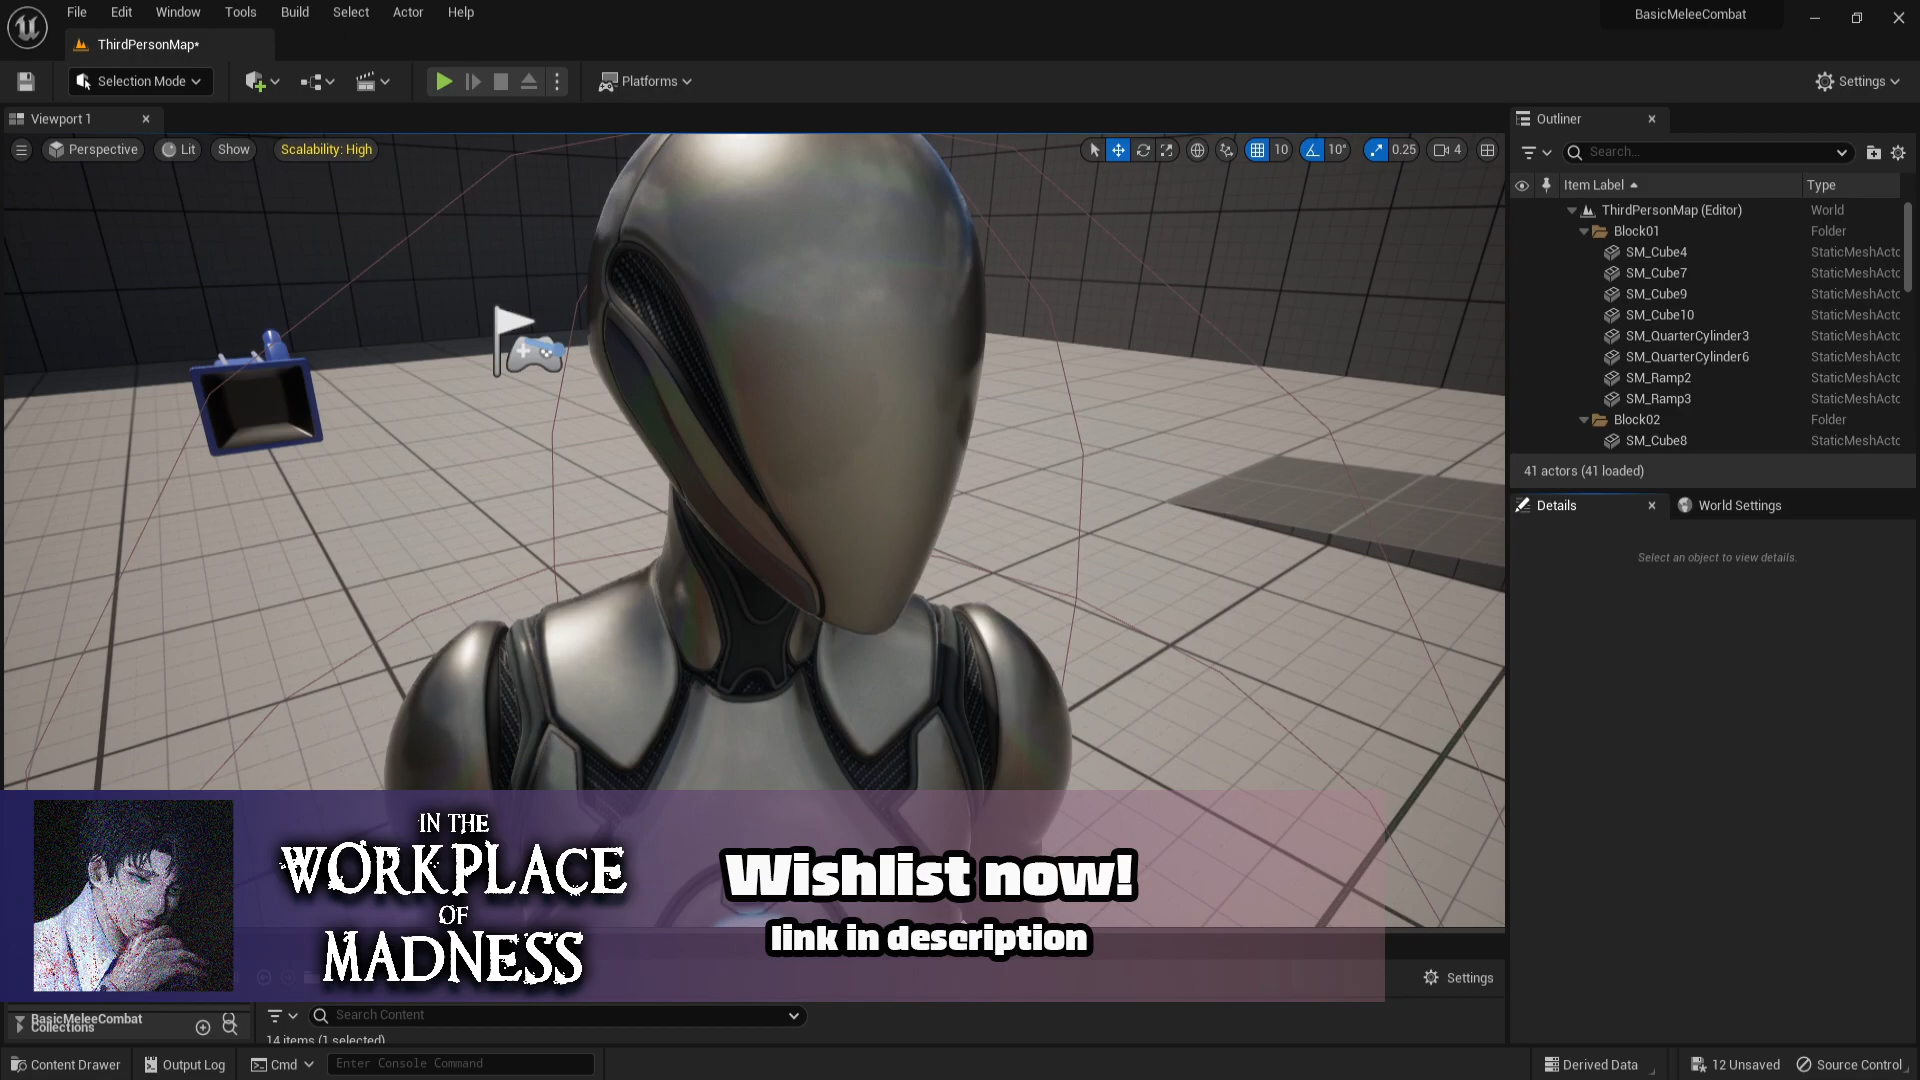 File Edit Window Tools Build Select Actor Help
BasicMeleeCombat
ThirdPersonMap*
Selection Mode
Platforms
Settings
Viewport 1
Outliner
Perspective
Lit
Show
Scalability: High
10
10°
0.25
4
Search...
Item Label
Type
ThirdPersonMap (Editor) World
Block01 Folder
SM_Cube4 StaticMeshActo
SM_Cube7 StaticMeshActo
SM_Cube9 StaticMeshActo
SM_Cube10 StaticMeshActo
SM_QuarterCylinder3 StaticMeshActo
SM_QuarterCylinder6 StaticMeshActo
SM_Ramp2 StaticMeshActo
SM_Ramp3 StaticMeshActo
Block02 Folder
SM_Cube8 StaticMeshActo
41 actors (41 loaded)
Details
World Settings
Select an object to view details.
IN THE
WORKPLACE
OF
MADNESS
Wishlist now!
link in description
Settings
BasicMeleeCombat
Collections
Search Content
14 items (1 selected)
Content Drawer
Output Log
Cmd
Enter Console Command
Derived Data
12 Unsaved
Source Control